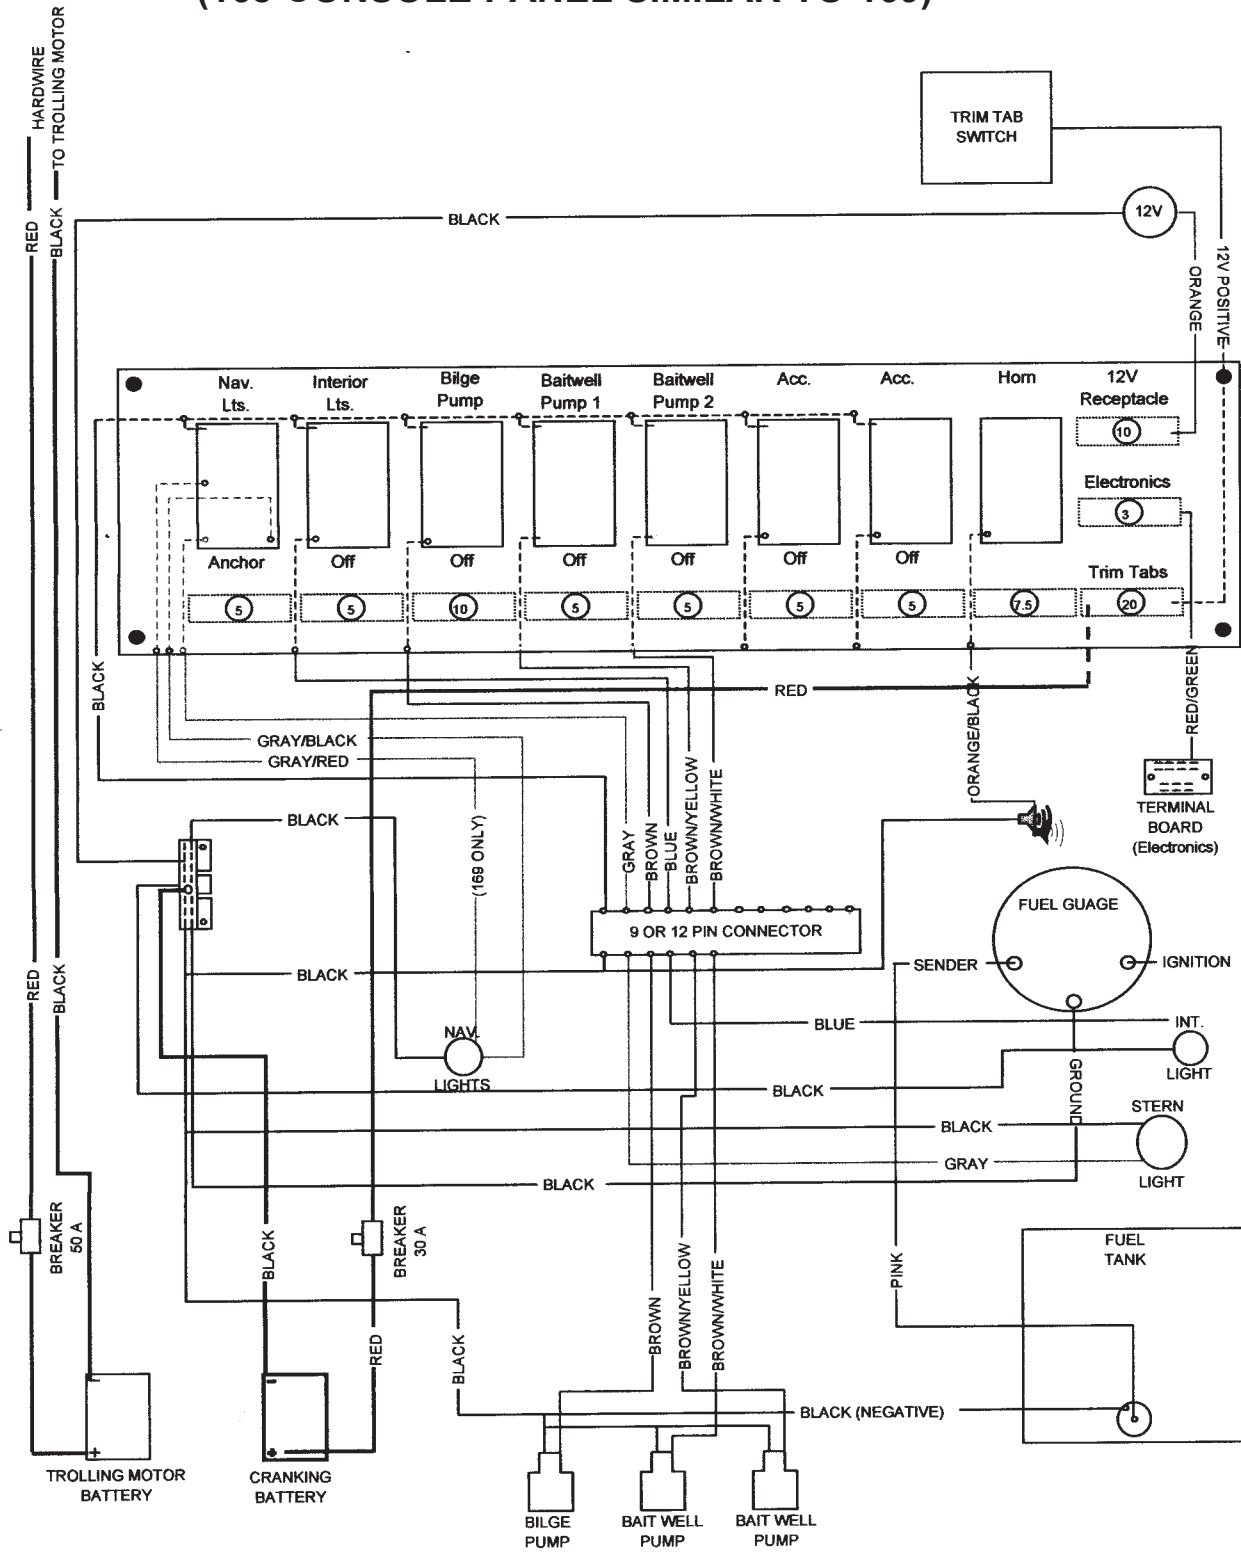 HARDWIRE
TO TROLLING MOTOR
RED
BLACK
TRIM TAB
SWITCH
BLACK
12V
ORANGE
12V POSITIVE
Nav.
Lts.
Interior
Lts.
Bilge
Pump
Baitwell
Pump 1
Baitwell
Pump 2
Acc.
Acc.
Horn
12V
Receptacle
10
Electronics
3
Anchor
Off
Off
Off
Off
Off
Off
Trim Tabs
5
5
10
5
5
5
5
7.5
20
BLACK
RED
ORANGE/BLACK
RED/GREEN
GRAY/BLACK
GRAY/RED
(169 ONLY)
GRAY
BROWN
BLUE
BROWN/YELLOW
BROWN/WHITE
TERMINAL
BOARD
(Electronics)
BLACK
9 OR 12 PIN CONNECTOR
FUEL GUAGE
SENDER
IGNITION
RED
BLACK
BLACK
BLUE
INT.
LIGHT
NAV.
LIGHTS
BLACK
GROUND
STERN
LIGHT
BLACK
GRAY
BLACK
BREAKER
50 A
BLACK
BREAKER
30 A
RED
BLACK
BROWN
BROWN/YELLOW
BROWN/WHITE
PINK
FUEL
TANK
BLACK (NEGATIVE)
-
+
-
+
TROLLING MOTOR
BATTERY
CRANKING
BATTERY
BILGE
PUMP
BAIT WELL
PUMP
BAIT WELL
PUMP